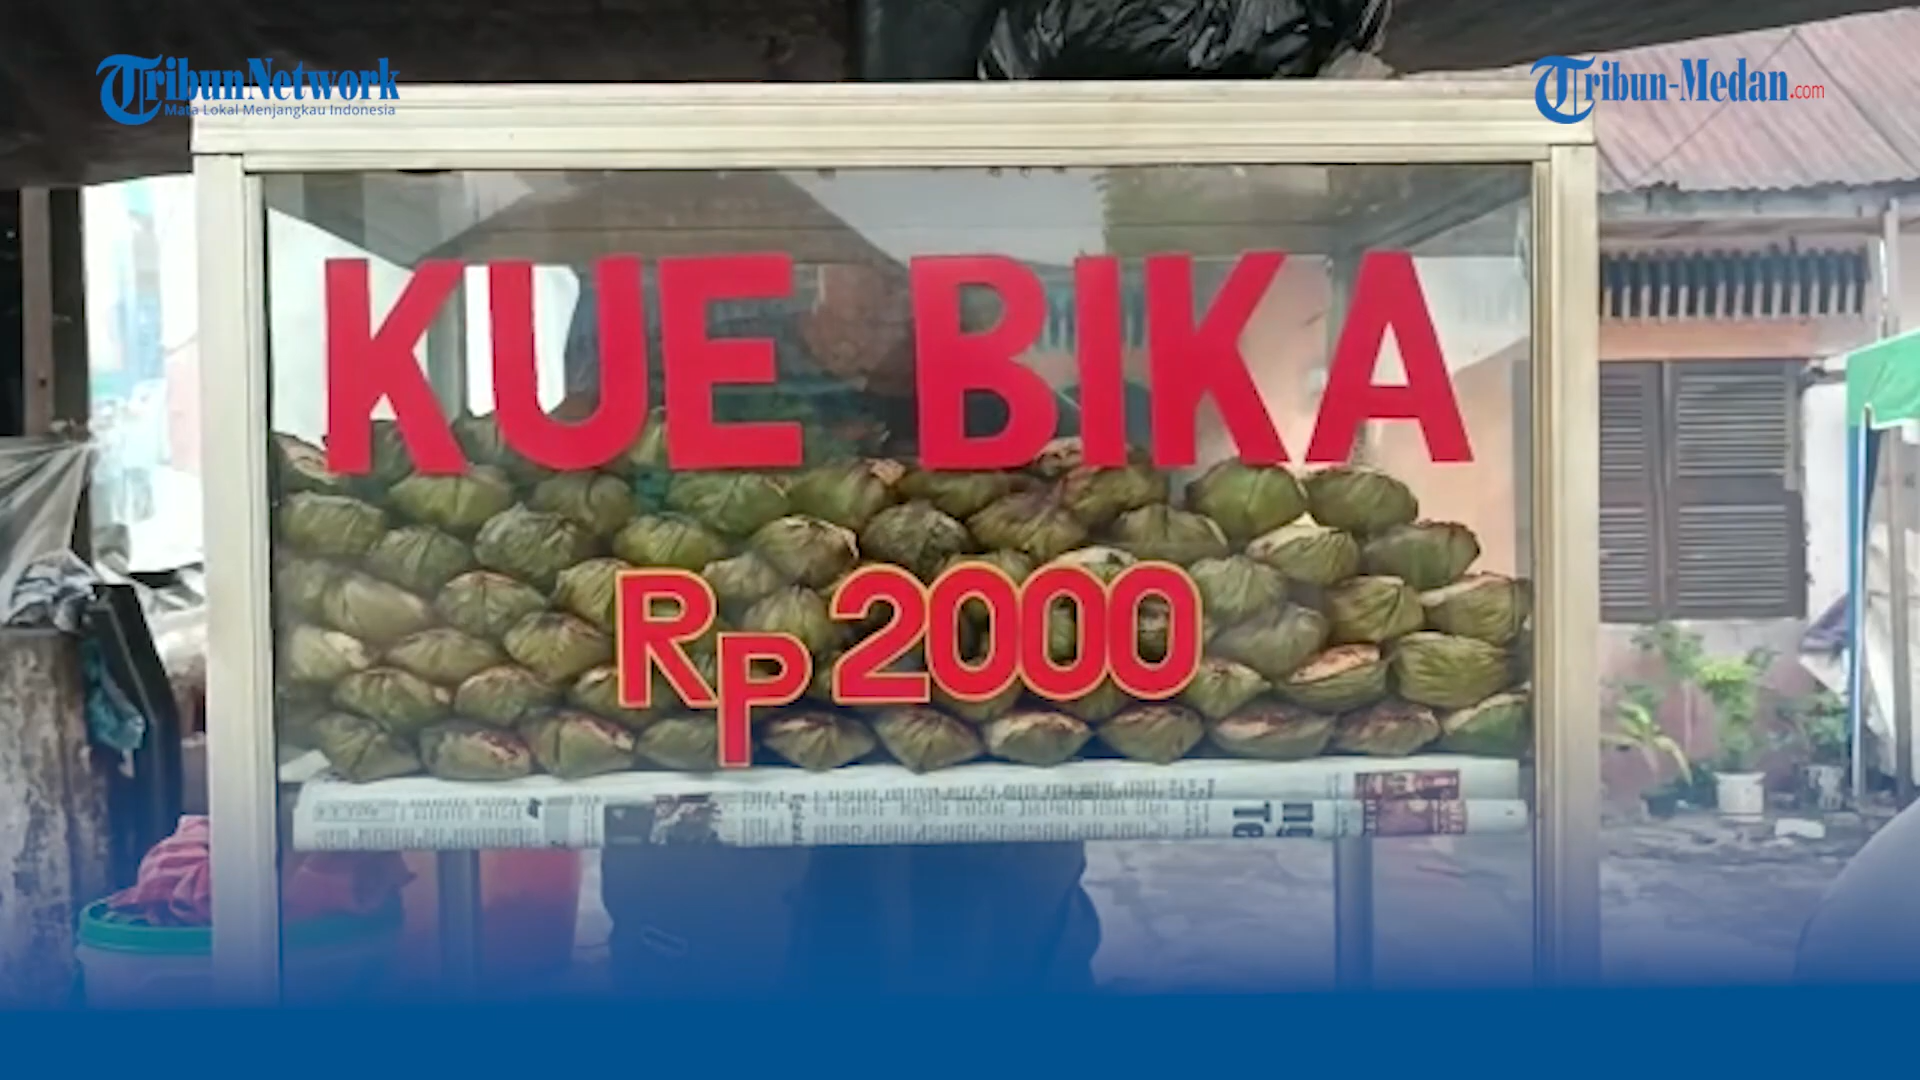 TribunNetwork
Mata Lokal Menjangkau Indonesia
Tribun-Medan.com
KUE BIKA
Rp 2000